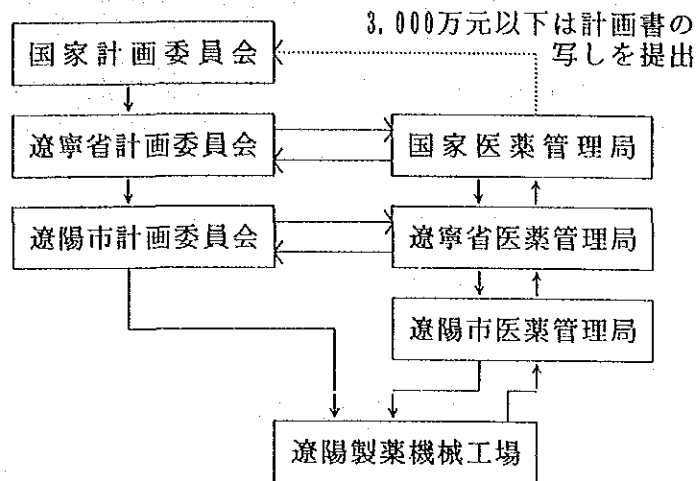 3,000万元以下は計画書の
写しを提出
国家計画委員会
遼寧省計画委員会
国家医薬管理局
遼陽市計画委員会
遼寧省医薬管理局
遼陽市医薬管理局
遼陽製薬機械工場